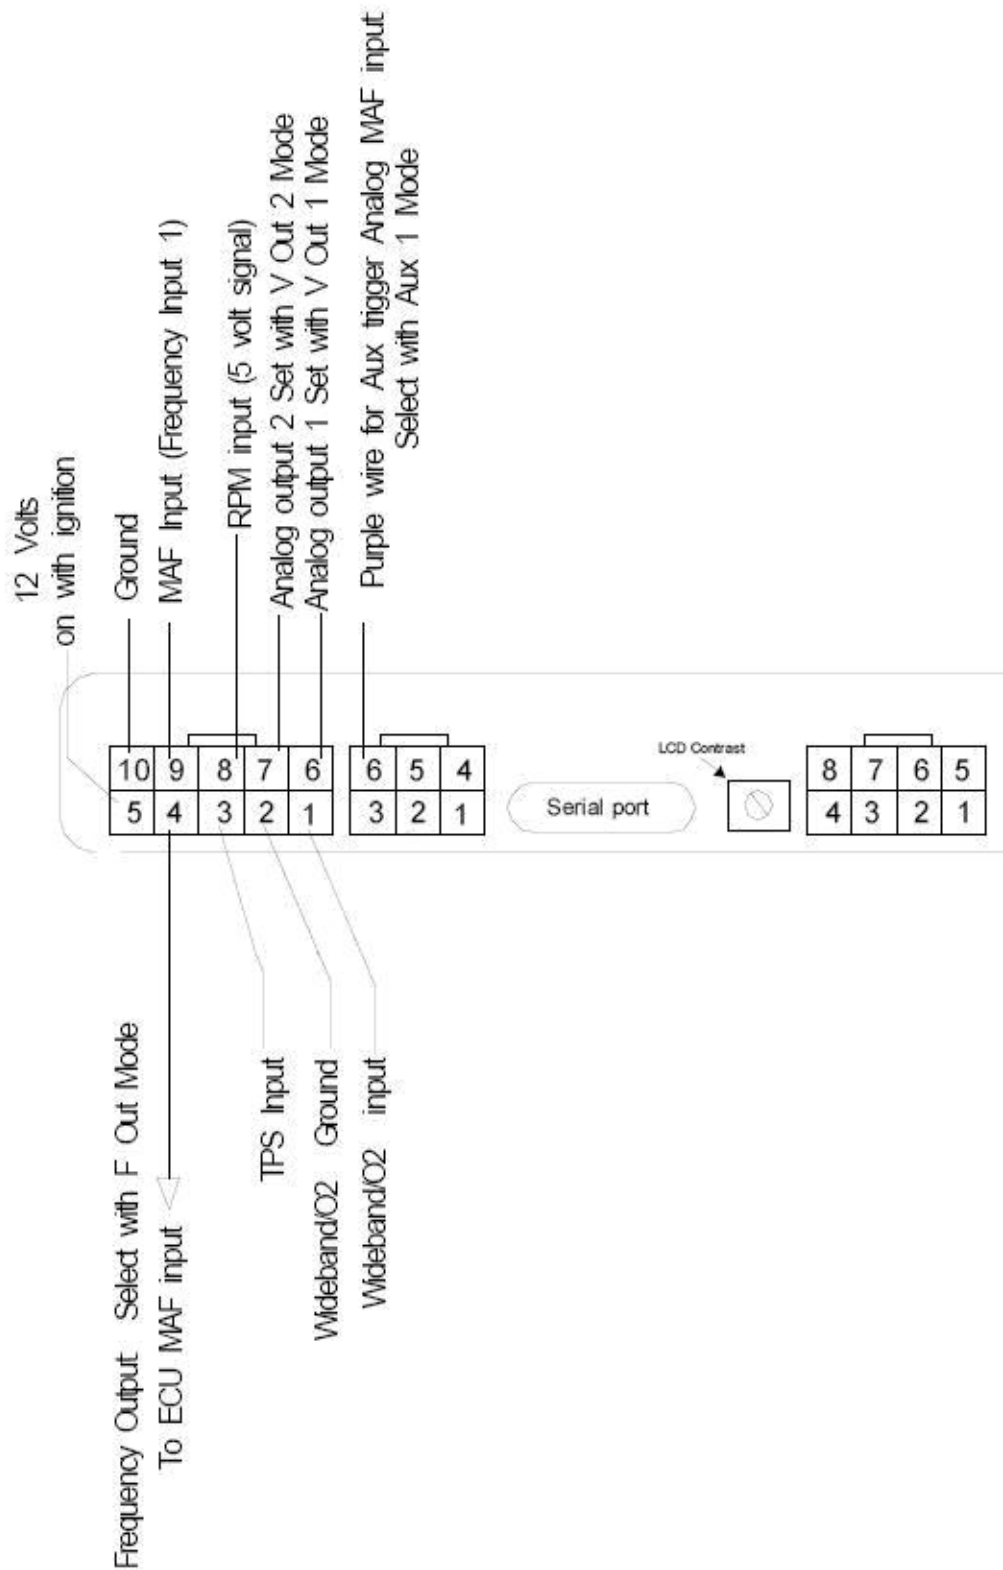 12 Volts
on with ignition
Ground
MAF Input (Frequency Input 1)
RPM input (5 volt signal)
Analog output 2 Set with V Out 2 Mode
Analog output 1 Set with V Out 1 Mode
Purple wire for Aux trigger Analog MAF input
Select with Aux 1 Mode
10 9 8 7 6
5 4 3 2 1
6 5 4
3 2 1
Serial port
LCD Contrast
8 7 6 5
4 3 2 1
Frequency Output Select with F Out Mode
To ECU MAF input
TPS Input
Wideband/O2 Ground
Wideband/O2 input